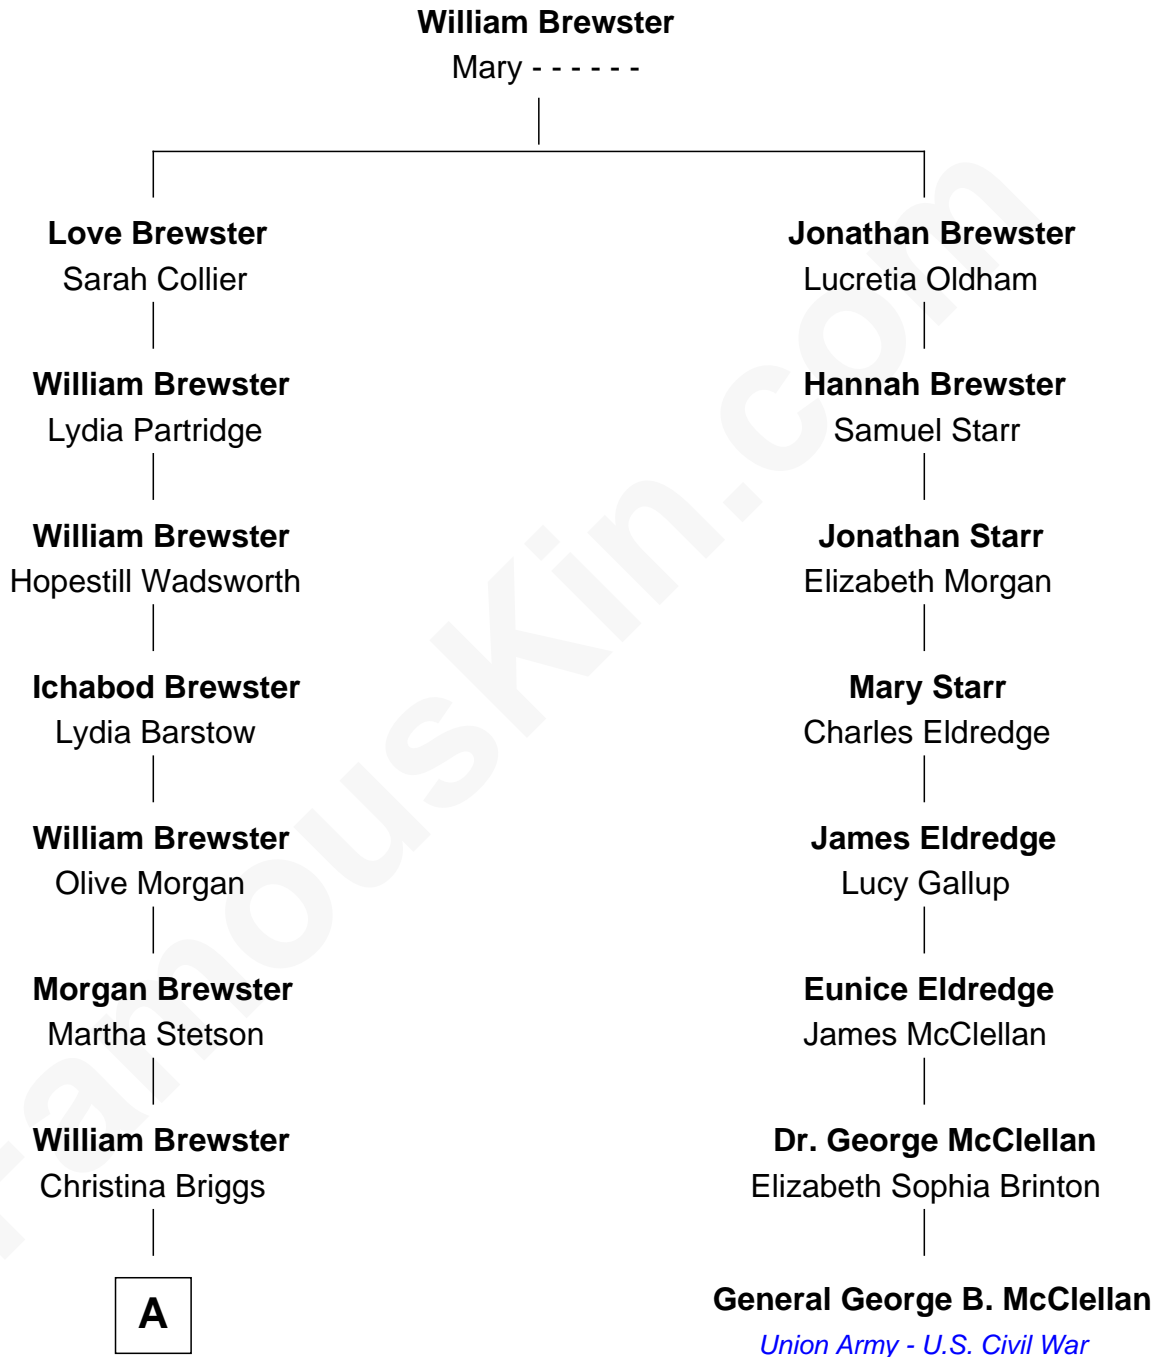 William Brewster
Mary - - - - - -
Love Brewster
Sarah Collier
Jonathan Brewster
Lucretia Oldham
William Brewster
Lydia Partridge
Hannah Brewster
Samuel Starr
William Brewster
Hopestill Wadsworth
Jonathan Starr
Elizabeth Morgan
Ichabod Brewster
Lydia Barstow
Mary Starr
Charles Eldredge
William Brewster
Olive Morgan
James Eldredge
Lucy Gallup
Morgan Brewster
Martha Stetson
Eunice Eldredge
James McClellan
William Brewster
Christina Briggs
Dr. George McClellan
Elizabeth Sophia Brinton
A
General George B. McClellan
Union Army - U.S. Civil War
FamousKin.com